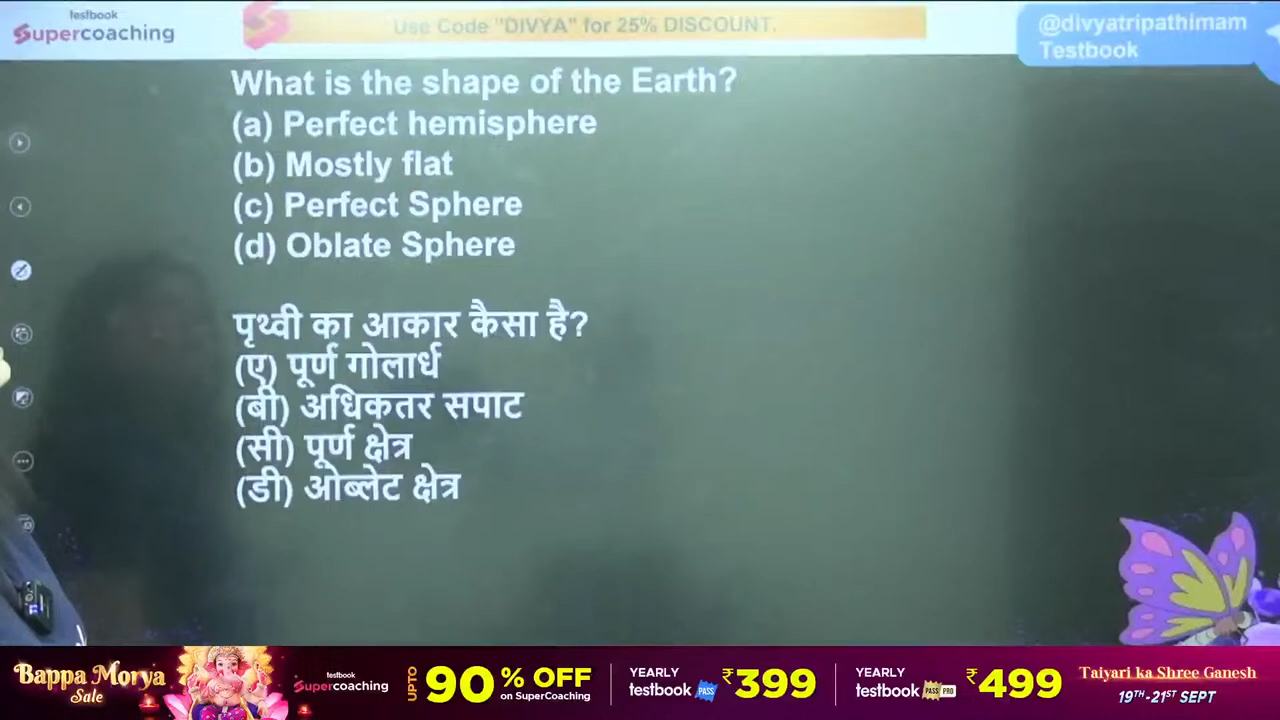 testbook
Supercoaching
Use Code "DIVYA" for 25% DISCOUNT.
@divyatripathimam
Testbook
What is the shape of the Earth?
(a) Perfect hemisphere
(b) Mostly flat
(c) Perfect Sphere
(d) Oblate Sphere
पृथ्वी का आकार कैसा है?
(ए) पूर्ण गोलार्ध
(बी) अधिकतर सपाट
(सी) पूर्ण क्षेत्र
(डी) ओब्लेट क्षेत्र
Bappa Morya
Sale
testbook
Supercoaching
UPTO 90% OFF
on SuperCoaching
YEARLY
testbook PASS
₹399
YEARLY
testbook PASS PRO
₹499
Taiyari ka Shree Ganesh
19TH-21ST SEPT